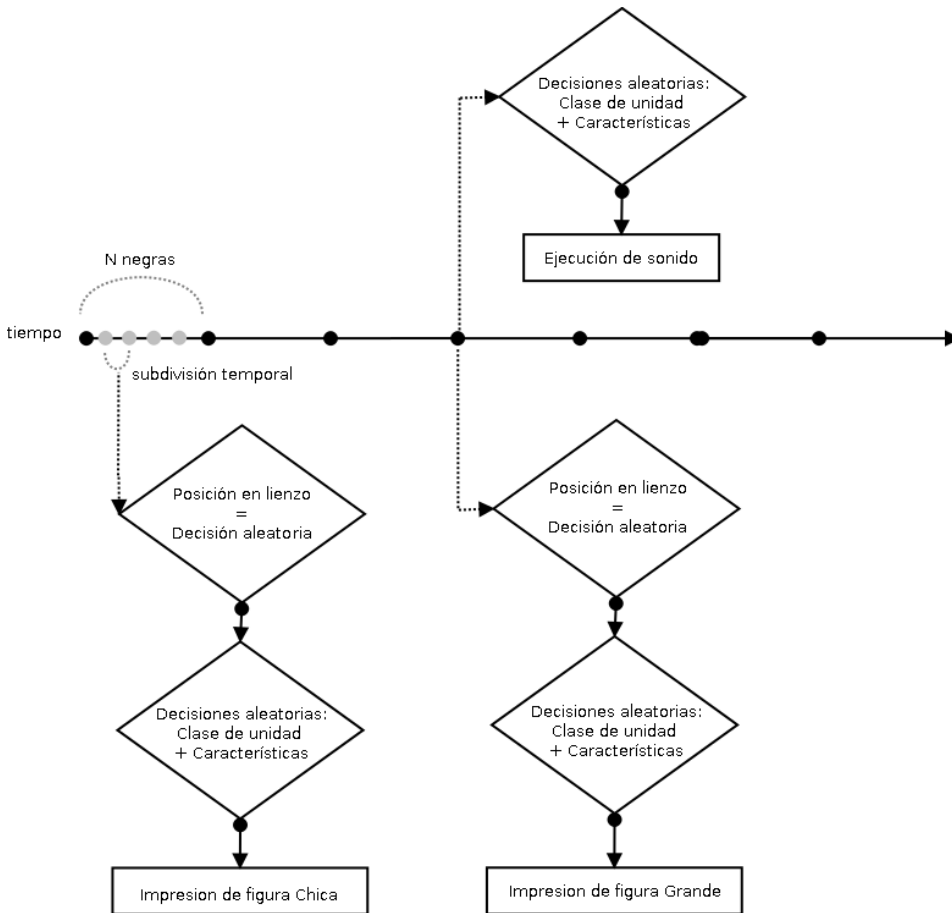 Decisiones aleatorias:
Clase de unidad
+ Características
Ejecución de sonido
N negras
tiempo
subdivisión temporal
Posición en lienzo
=
Decisión aleatoria
Decisiones aleatorias:
Clase de unidad
+ Características
Impresion de figura Chica
Posición en lienzo
=
Decisión aleatoria
Decisiones aleatorias:
Clase de unidad
+ Características
Impresion de figura Grande